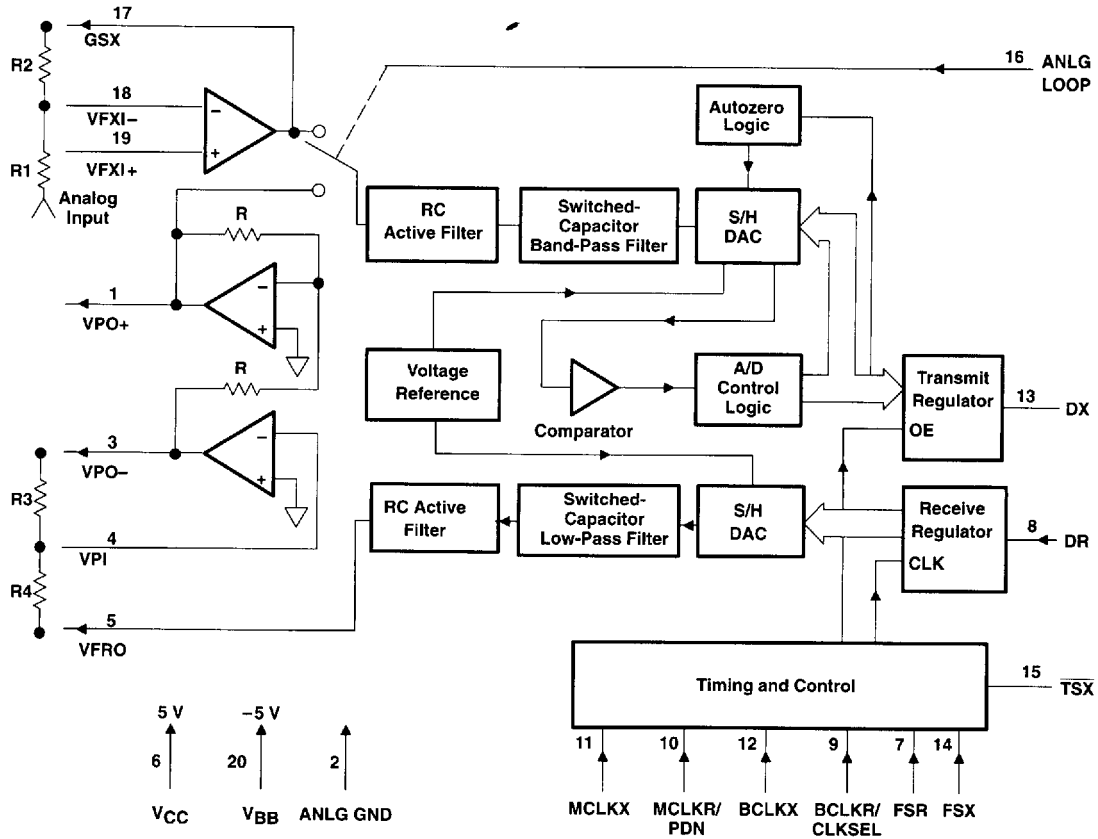 17
GSX
R2
18
VFXI–
19
VFXI+
R1
Analog
Input
16
ANLG
LOOP
Autozero
Logic
RC
Active Filter
Switched-
Capacitor
Band-Pass Filter
S/H
DAC
R
1
VPO+
R
Voltage
Reference
Comparator
A/D
Control
Logic
Transmit
Regulator
OE
13
DX
3
VPO–
R3
4
VPI
R4
5
VFRO
RC Active
Filter
Switched-
Capacitor
Low-Pass Filter
S/H
DAC
Receive
Regulator
CLK
8
DR
Timing and Control
15
TSX
5 V
–5 V
6
20
2
VCC
VBB
ANLG GND
11
10
12
9
7
14
MCLKX
MCLKR/
PDN
BCLKX
BCLKR/
CLKSEL
FSR
FSX
–
+
–
+
–
+